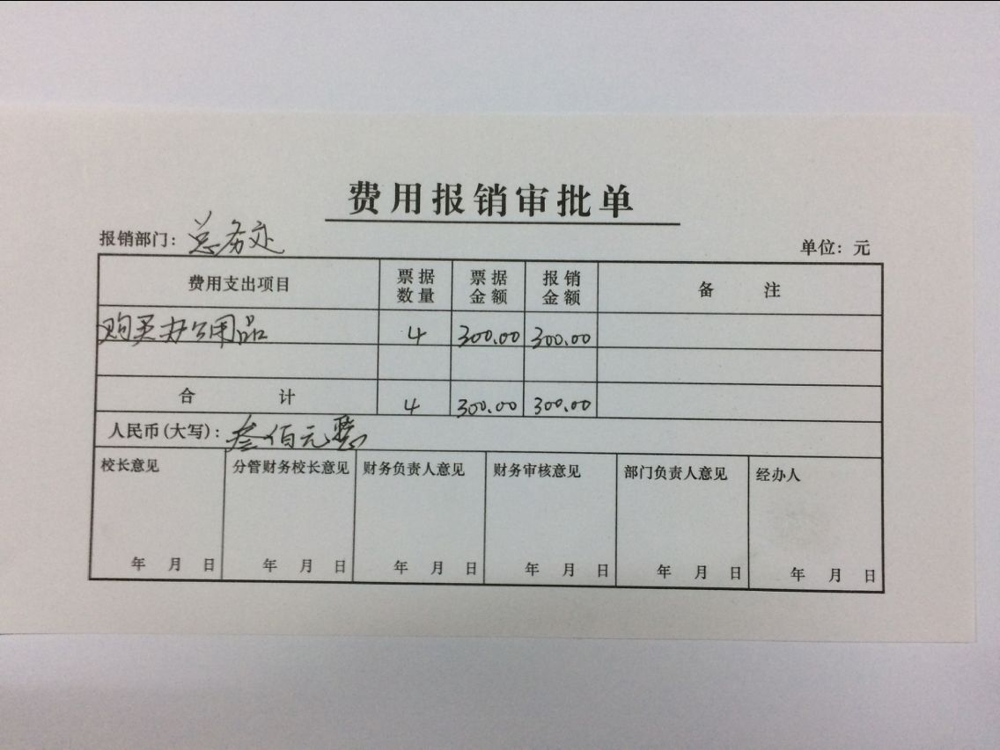 费用报销审批单
报销部门：总务处 单位：元
费用支出项目 票据数量 票据金额 报销金额 备注
购买办公用品 4 300.00 300.00
合计 4 300.00 300.00
人民币(大写)：叁佰元整
校长意见 分管财务校长意见 财务负责人意见 财务审核意见 部门负责人意见 经办人
年月日 年月日 年月日 年月日 年月日 年月日